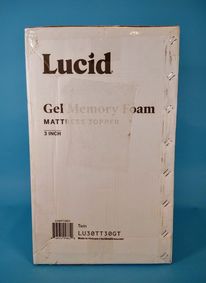 Lucid
Gel Memory Foam
MATTRESS TOPPER
3 INCH
Twin
LU30TT30GT